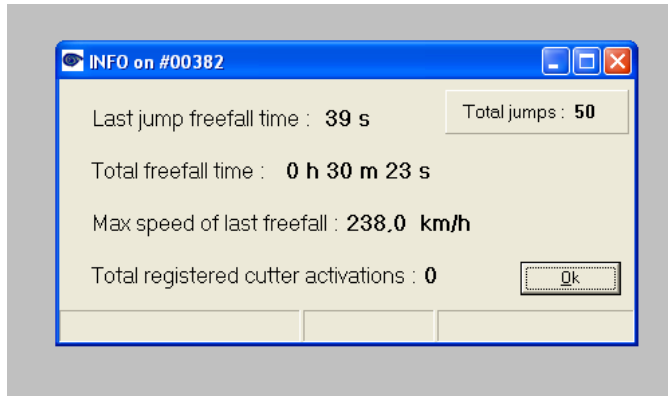 INFO on #00382
Last jump freefall time : 39 s
Total jumps : 50
Total freefall time : 0 h 30 m 23 s
Max speed of last freefall : 238,0 km/h
Total registered cutter activations : 0
Ok